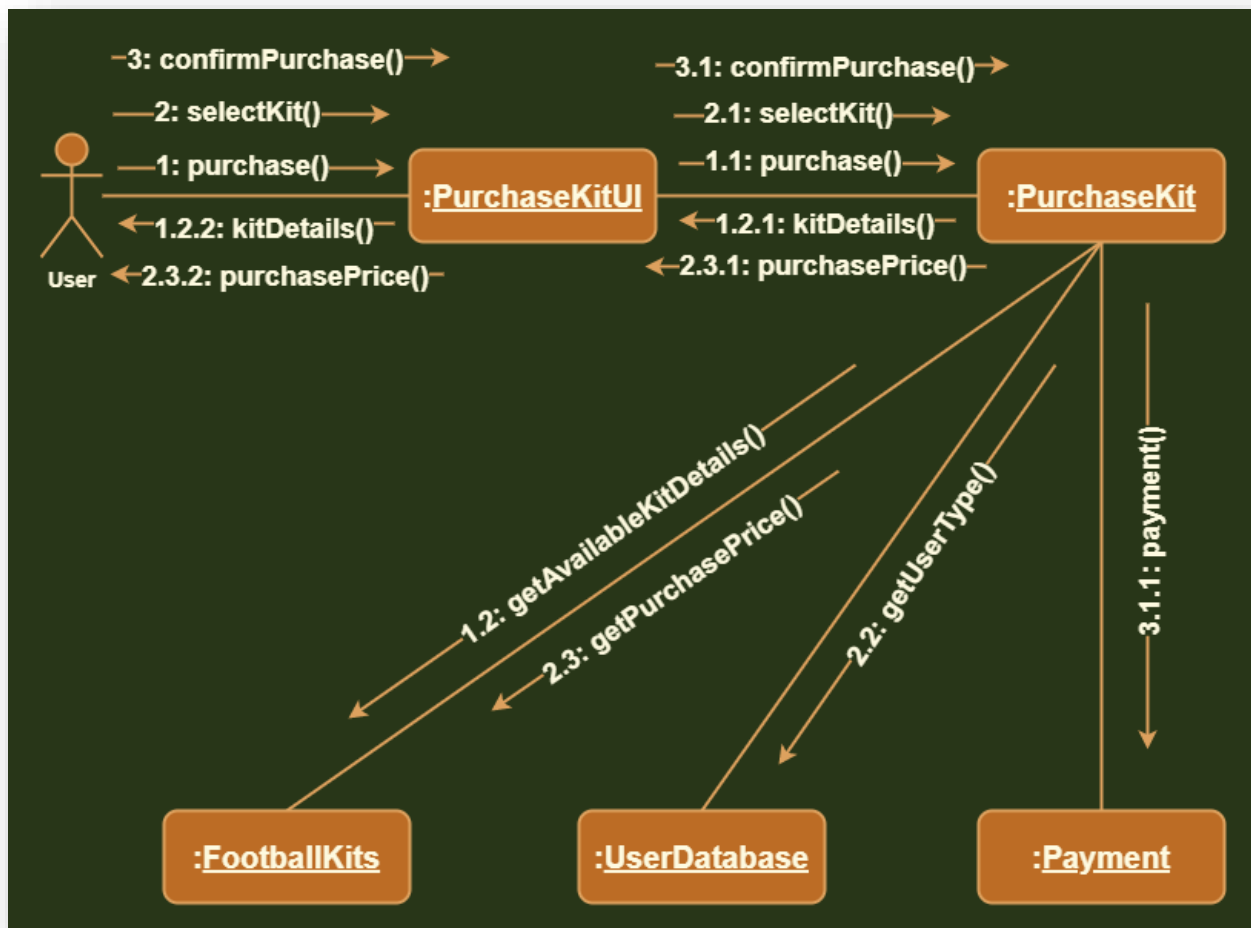 3: confirmPurchase()
3.1: confirmPurchase()
2: selectKit()
2.1: selectKit()
1: purchase()
1.1: purchase()
:PurchaseKitUI
:PurchaseKit
1.2.2: kitDetails()
1.2.1: kitDetails()
User
2.3.2: purchasePrice()
2.3.1: purchasePrice()
1.2: getAvailableKitDetails()
2.3: getPurchasePrice()
2.2: getUserType()
3.1.1: payment()
:FootballKits
:UserDatabase
:Payment